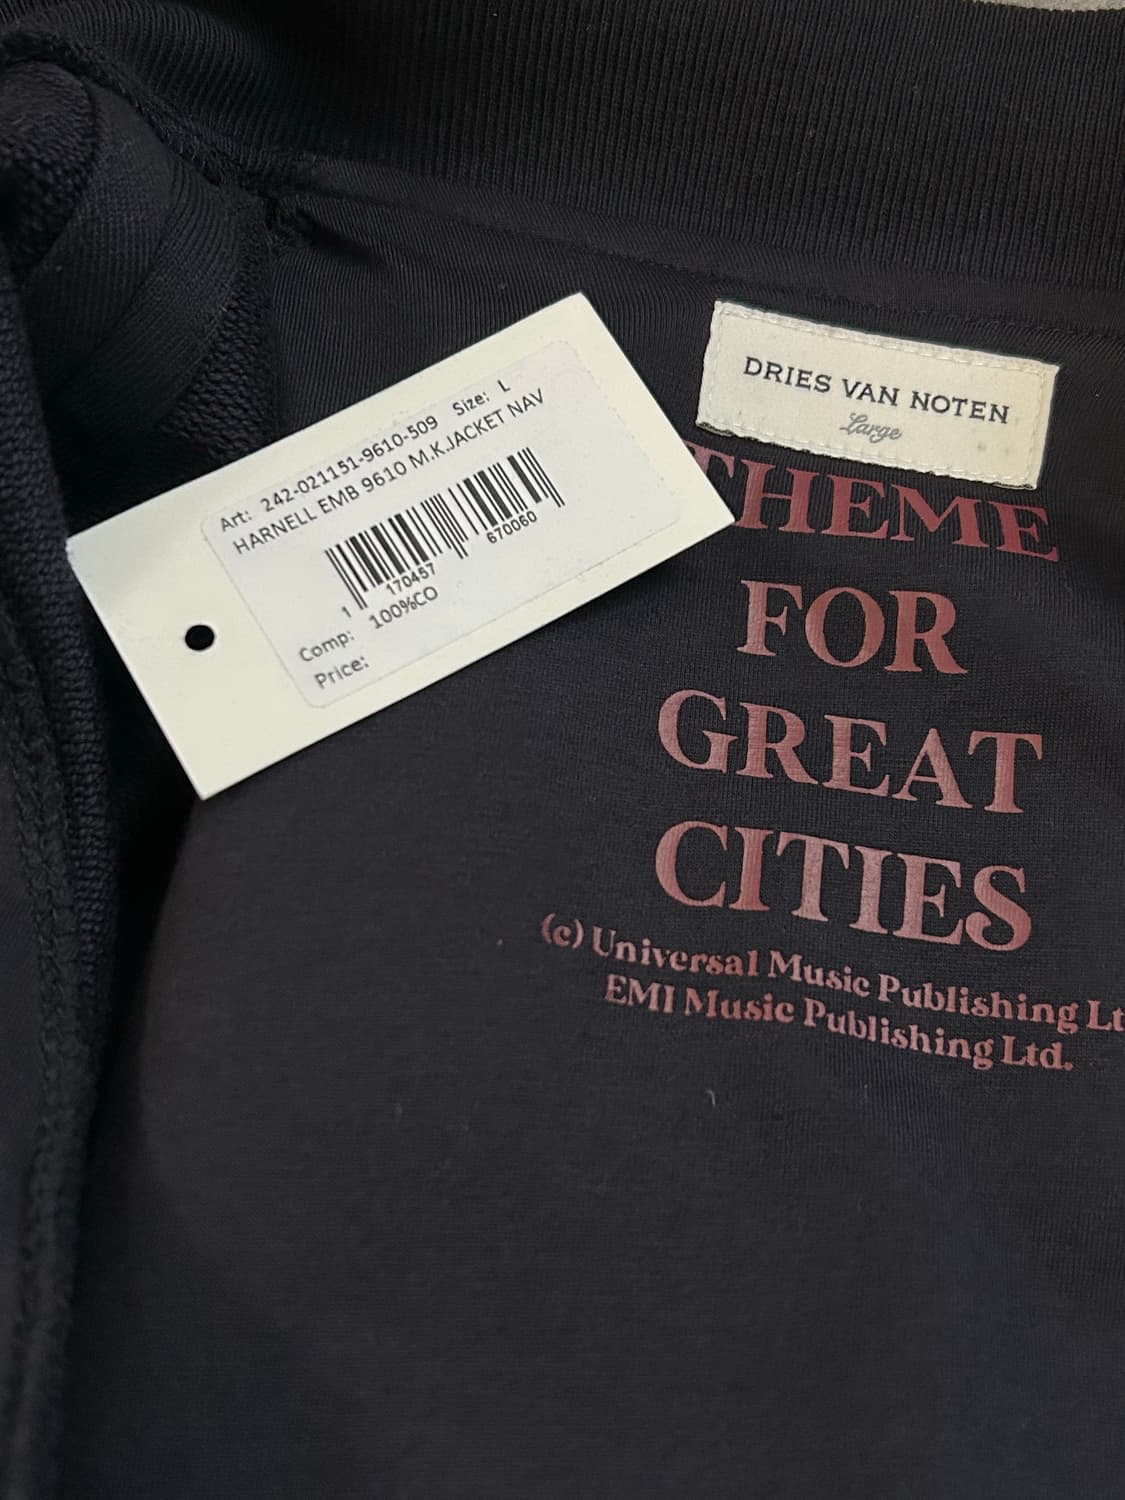 Art: 242-021151-9610-509 Size: L
HARNELL EMB 9610 M.K.JACKET NAV
1 170457 670060
Comp: 100%CO
Price:
DRIES VAN NOTEN
Large
THEME
FOR
GREAT
CITIES
(c) Universal Music Publishing Lt
EMI Music Publishing Ltd.